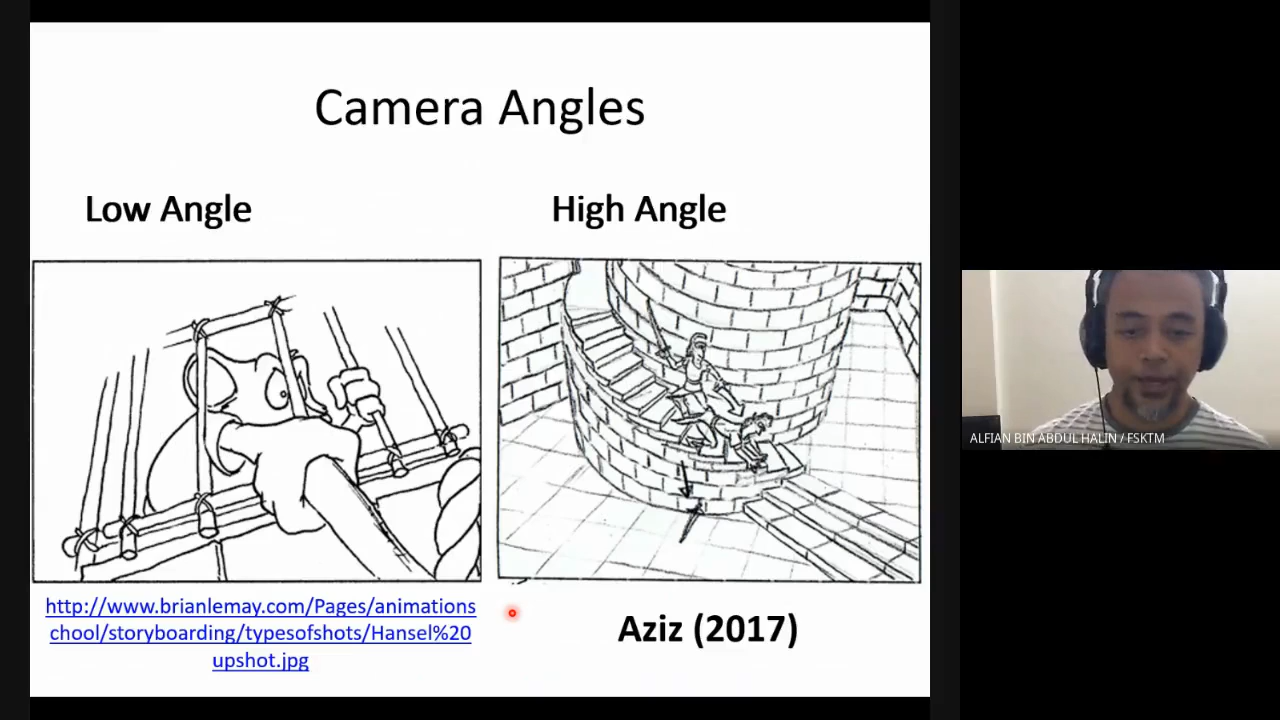 Camera Angles
Low Angle
High Angle
http://www.brianlemay.com/Pages/animations
chool/storyboarding/typesofshots/Hansel%20
upshot.jpg
Aziz (2017)
ALFIAN BIN ABDUL HALIN / FSKTM